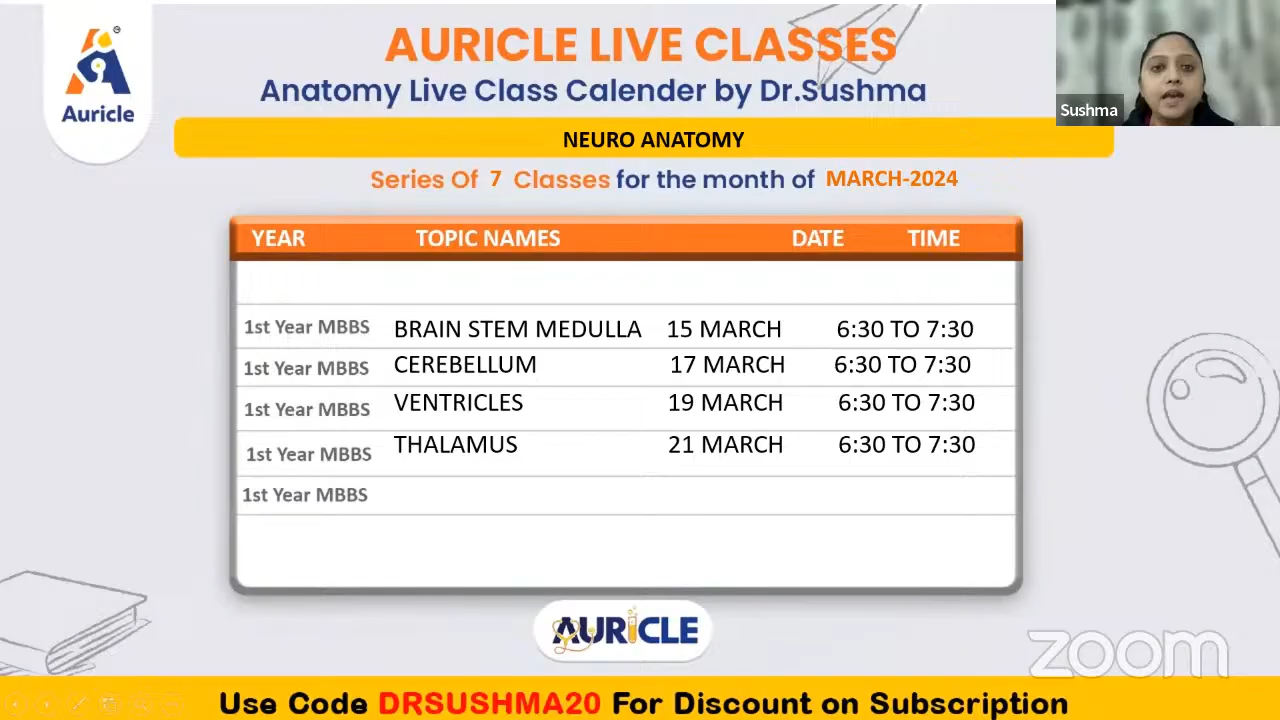 AURICLE LIVE CLASSES
Anatomy Live Class Calender by Dr.Sushma
Auricle
Sushma
NEURO ANATOMY
Series Of 7 Classes for the month of MARCH-2024
YEAR TOPIC NAMES DATE TIME
1st Year MBBS BRAIN STEM MEDULLA 15 MARCH 6:30 TO 7:30
1st Year MBBS CEREBELLUM 17 MARCH 6:30 TO 7:30
1st Year MBBS VENTRICLES 19 MARCH 6:30 TO 7:30
1st Year MBBS THALAMUS 21 MARCH 6:30 TO 7:30
1st Year MBBS
AURICLE
zoom
Use Code DRSUSHMA20 For Discount on Subscription